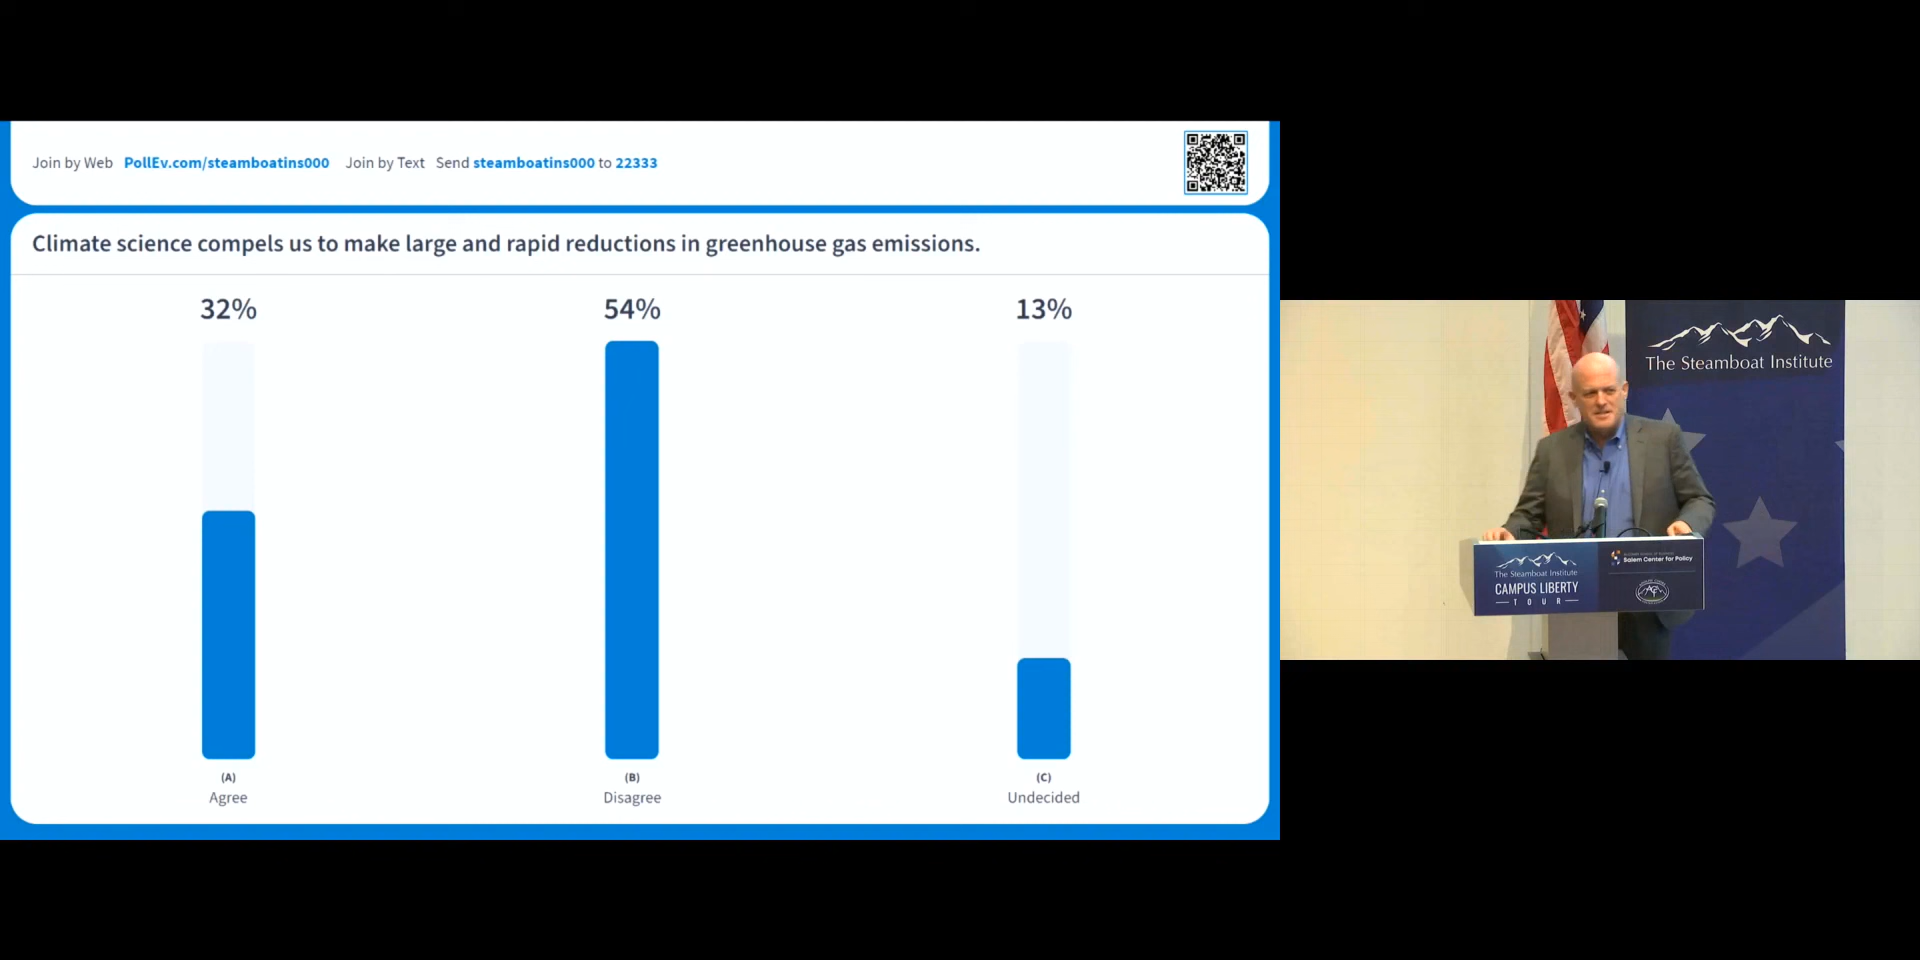 Join by Web PollEv.com/steamboatins000 Join by Text Send steamboatins000 to 22333
Climate science compels us to make large and rapid reductions in greenhouse gas emissions.
32% 54% 13%
(A) (B) (C)
Agree Disagree Undecided
The Steamboat Institute
The Steamboat Institute
CAMPUS LIBERTY
TOUR
Salem Center for Policy